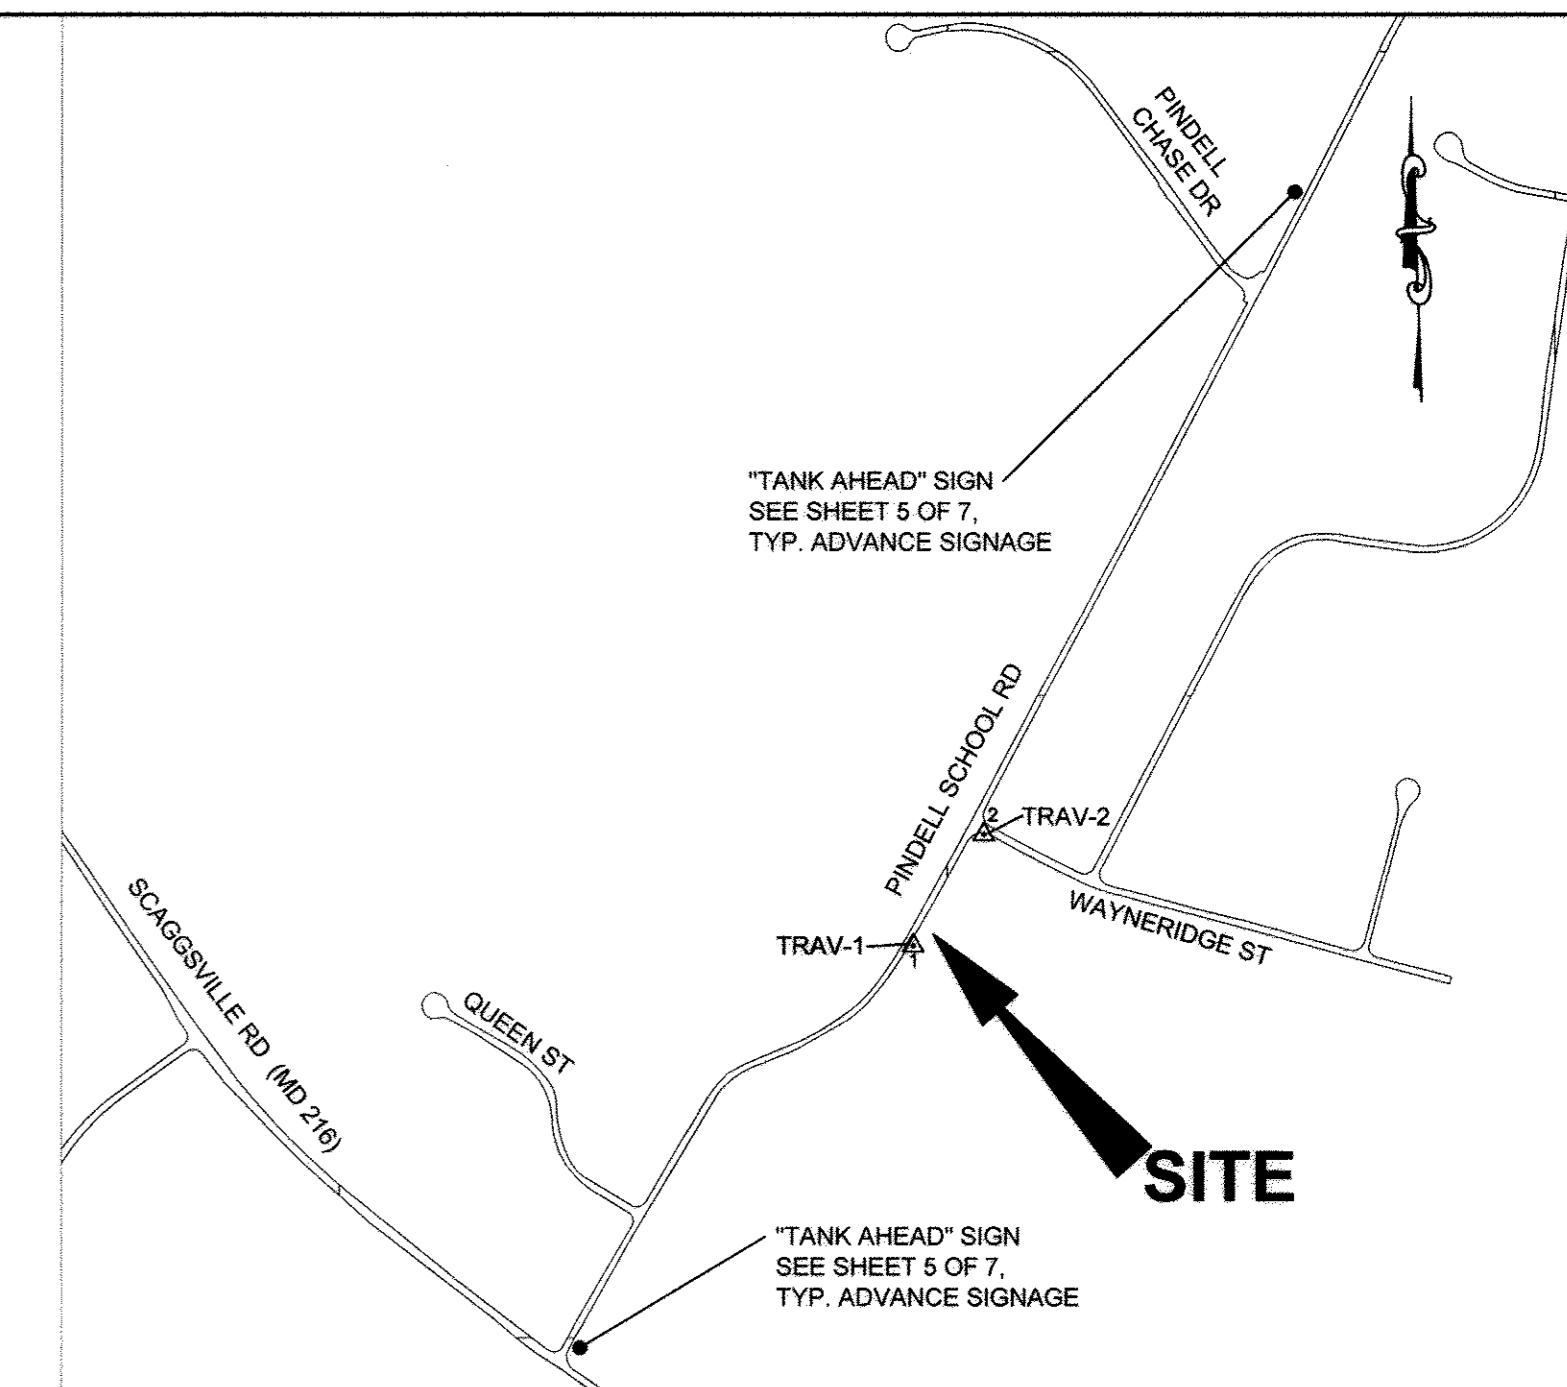 PINDELL
CHASE DR
"TANK AHEAD" SIGN
SEE SHEET 5 OF 7,
TYP. ADVANCE SIGNAGE
PINDELL SCHOOL RD
2
TRAV-2
WAYNERIDGE ST
TRAV-1
1
SCAGGSVILLE RD (MD 216)
QUEEN ST
SITE
"TANK AHEAD" SIGN
SEE SHEET 5 OF 7,
TYP. ADVANCE SIGNAGE